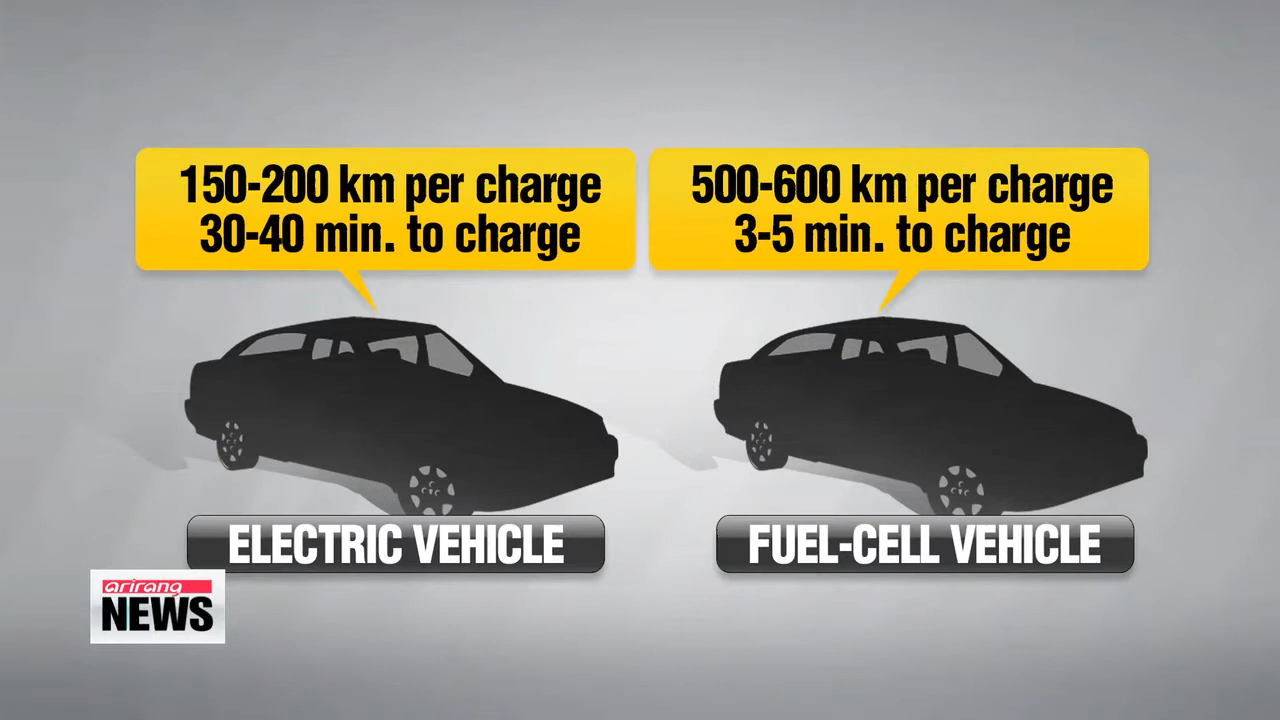 150-200 km per charge
30-40 min. to charge
500-600 km per charge
3-5 min. to charge
ELECTRIC VEHICLE
FUEL-CELL VEHICLE
arirang
NEWS